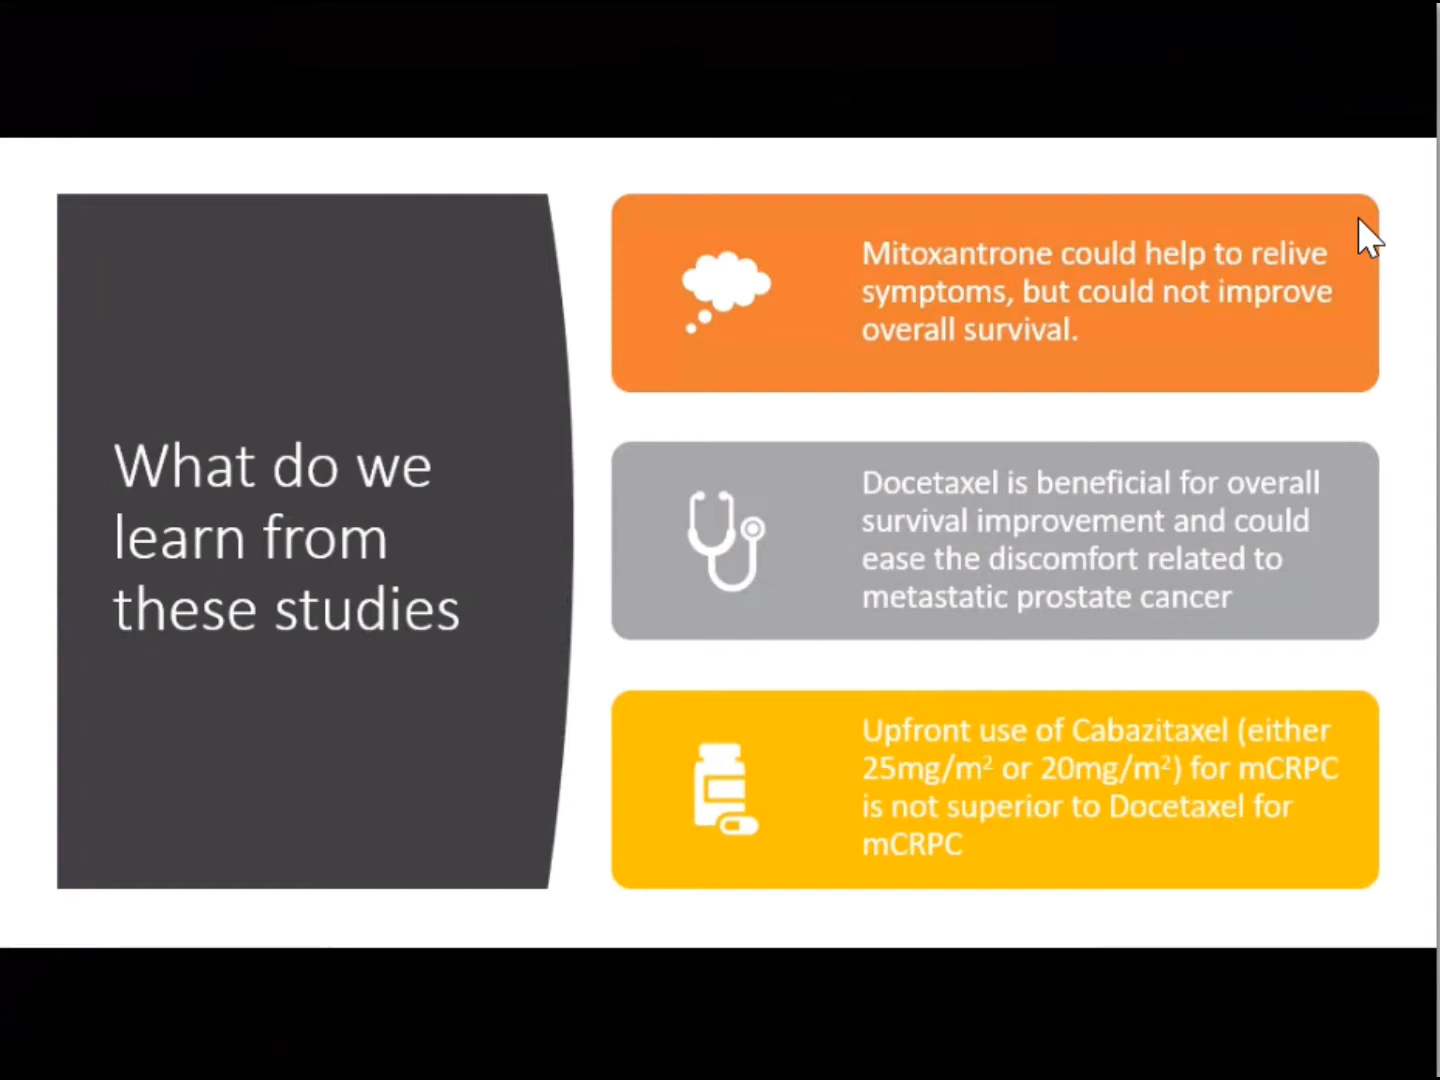 What do we
learn from
these studies
Mitoxantrone could help to relive
symptoms, but could not improve
overall survival.
Docetaxel is beneficial for overall
survival improvement and could
ease the discomfort related to
metastatic prostate cancer
Upfront use of Cabazitaxel (either
25mg/m² or 20mg/m²) for mCRPC
is not superior to Docetaxel for
mCRPC